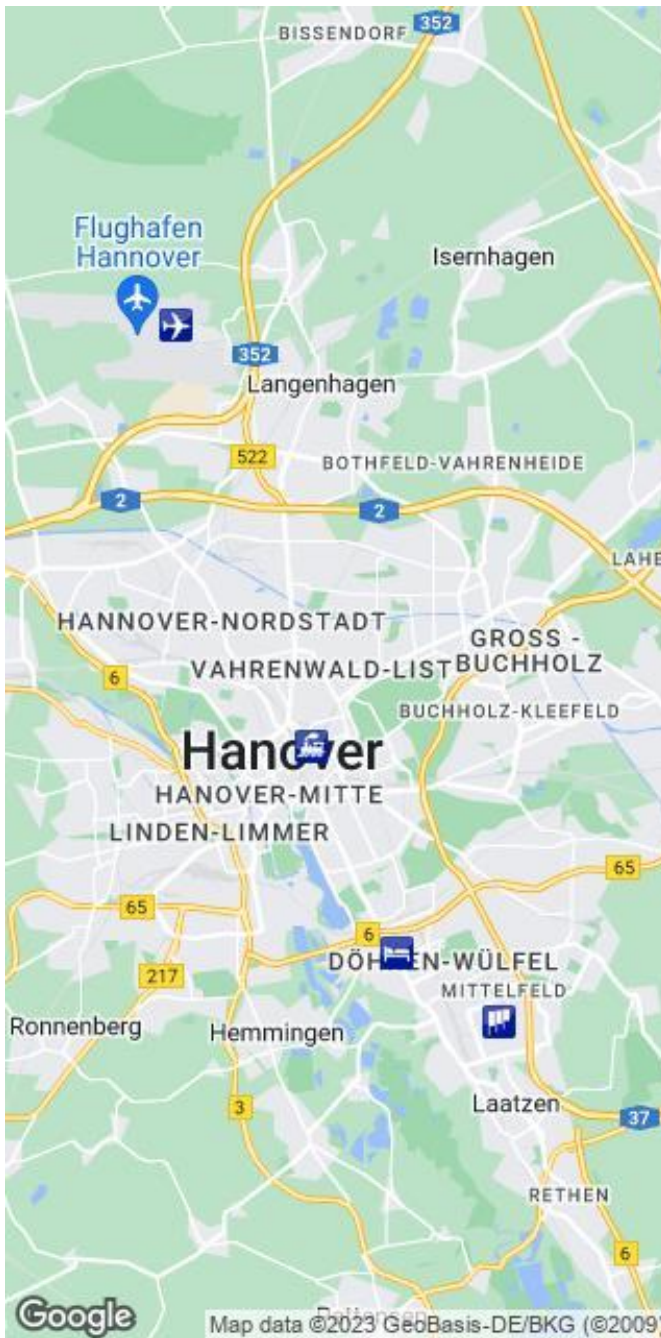 352
BISSENDORF
Flughafen
Hannover
Isernhagen
352
Langenhagen
522
BOTHFELD-VAHRENHEIDE
2
2
LAHE
HANNOVER-NORDSTADT
GROSS -
BUCHHOLZ
VAHRENWALD-LIST
6
BUCHHOLZ-KLEEFELD
Hanover
HANOVER-MITTE
LINDEN-LIMMER
65
65
6
DÖH EN-WÜLFEL
217
MITTELFELD
Ronnenberg
Hemmingen
3
Laatzen
37
RETHEN
6
Google
Map data ©2023 GeoBasis-DE/BKG (©2009